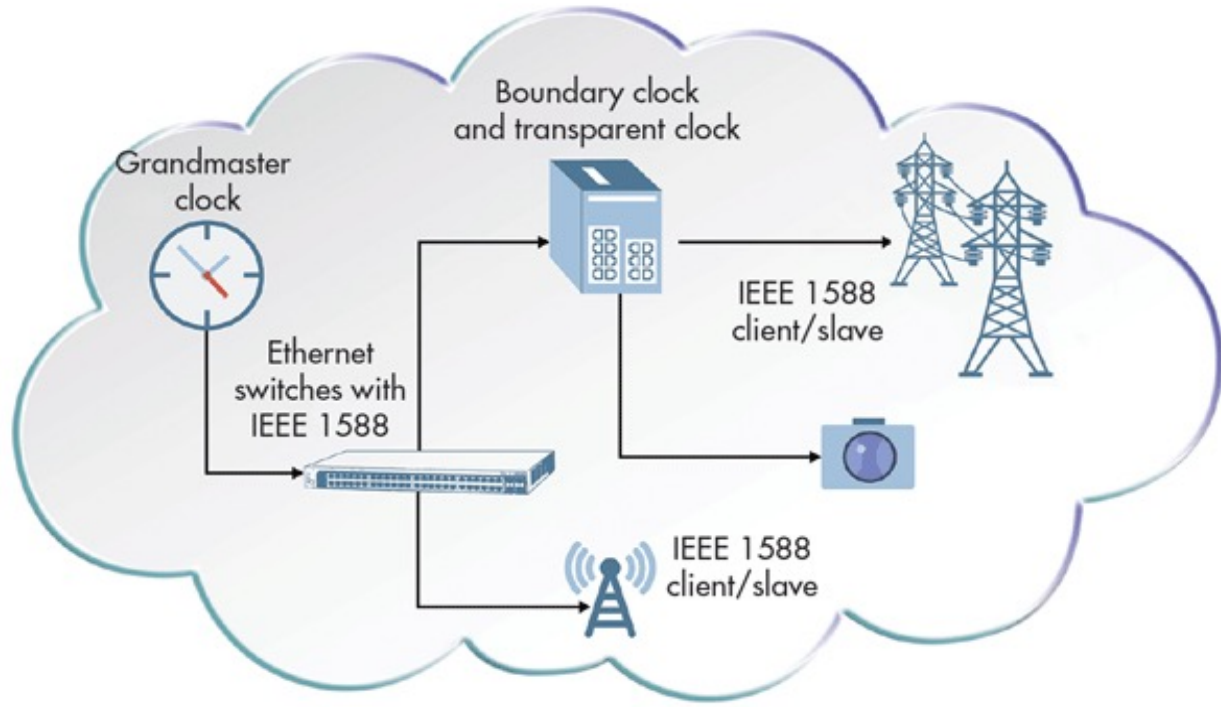 Boundary clock
and transparent clock
Grandmaster
clock
IEEE 1588
client/slave
Ethernet
switches with
IEEE 1588
IEEE 1588
client/slave